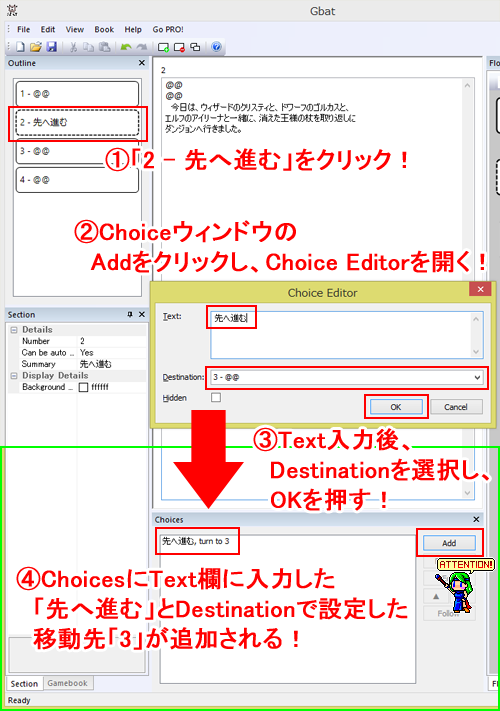 Gbat
File Edit View Book Help Go PRO!
Outline
1 - @@
2 - 先へ進む
3 - @@
4 - @@
2
@@
@@
今日は、ウィザードのクリスティと、ドワーフのゴルカスと、
エルフのアイリーナと一緒に、消えた王様の杖を取り返しに
ダンジョンへ行きました。
①「2 - 先へ進む」をクリック！
②Choiceウィンドウの
Addをクリックし、Choice Editorを開く！
Choice Editor
Text:
先へ進む
Destination:
3 - @@
Hidden
OK
Cancel
Section
Details
Number 2
Can be auto ... Yes
Summary 先へ進む
Display Details
Background ... ffffff
③Text入力後、
Destinationを選択し、
OKを押す！
Choices
先へ進む, turn to 3
Add
ATTENTION!
Follow
④ChoicesにText欄に入力した
「先へ進む」とDestinationで設定した
移動先「3」が追加される！
Section Gamebook
Ready